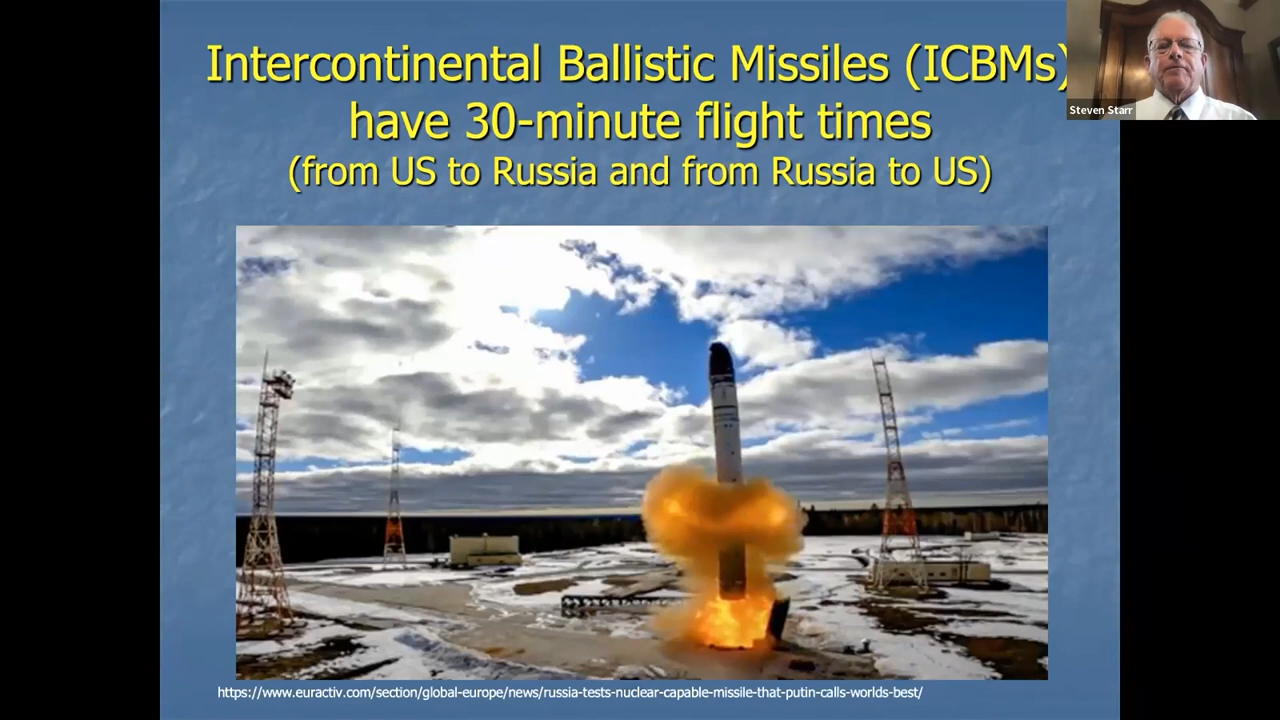 Intercontinental Ballistic Missiles (ICBMs)
have 30-minute flight times
(from US to Russia and from Russia to US)
Steven Starr
https://www.euractiv.com/section/global-europe/news/russia-tests-nuclear-capable-missile-that-putin-calls-worlds-best/